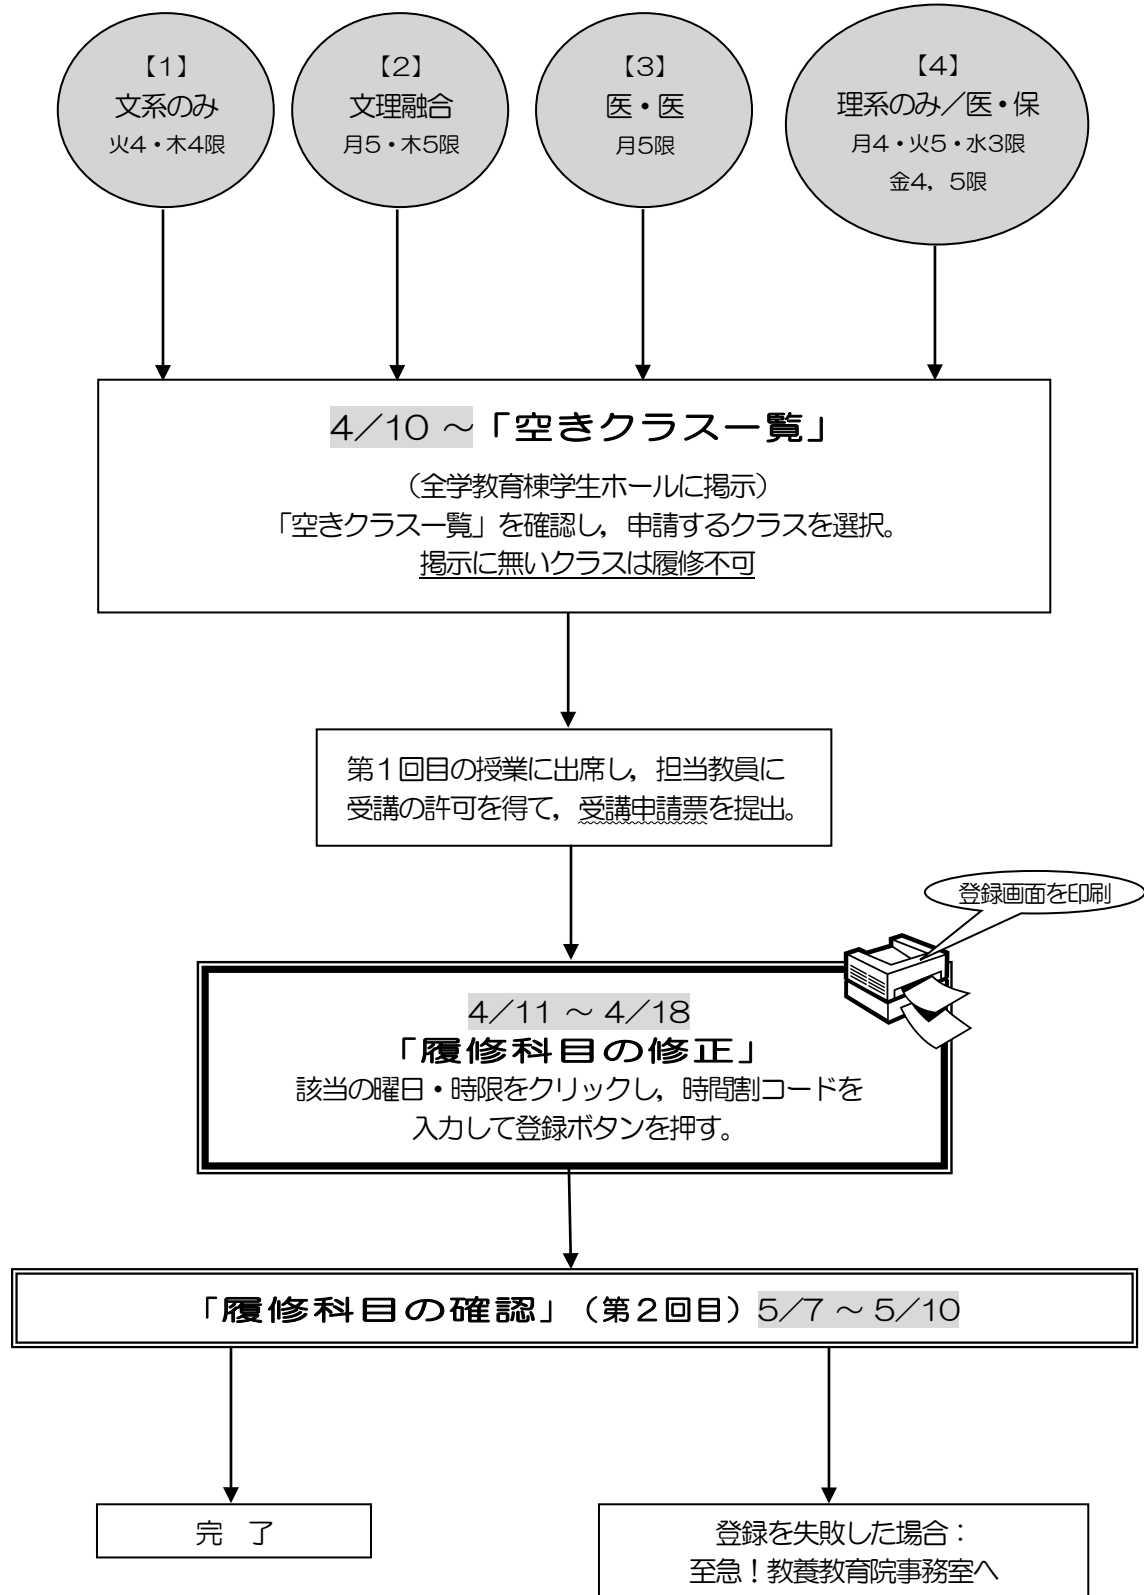 【1】
文系のみ
火4・木4限
【2】
文理融合
月5・木5限
【3】
医・医
月5限
【4】
理系のみ／医・保
月4・火5・水3限
金4，5限
4／10 ～「空きクラス一覧」
（全学教育棟学生ホールに掲示）
「空きクラス一覧」を確認し，申請するクラスを選択。
掲示に無いクラスは履修不可
第１回目の授業に出席し，担当教員に
受講の許可を得て，受講申請票を提出。
登録画面を印刷
4／11 ～ 4／18
「履修科目の修正」
該当の曜日・時限をクリックし，時間割コードを
入力して登録ボタンを押す。
「履修科目の確認」（第２回目）5／7 ～ 5／10
完　了
登録を失敗した場合：
至急！教養教育院事務室へ